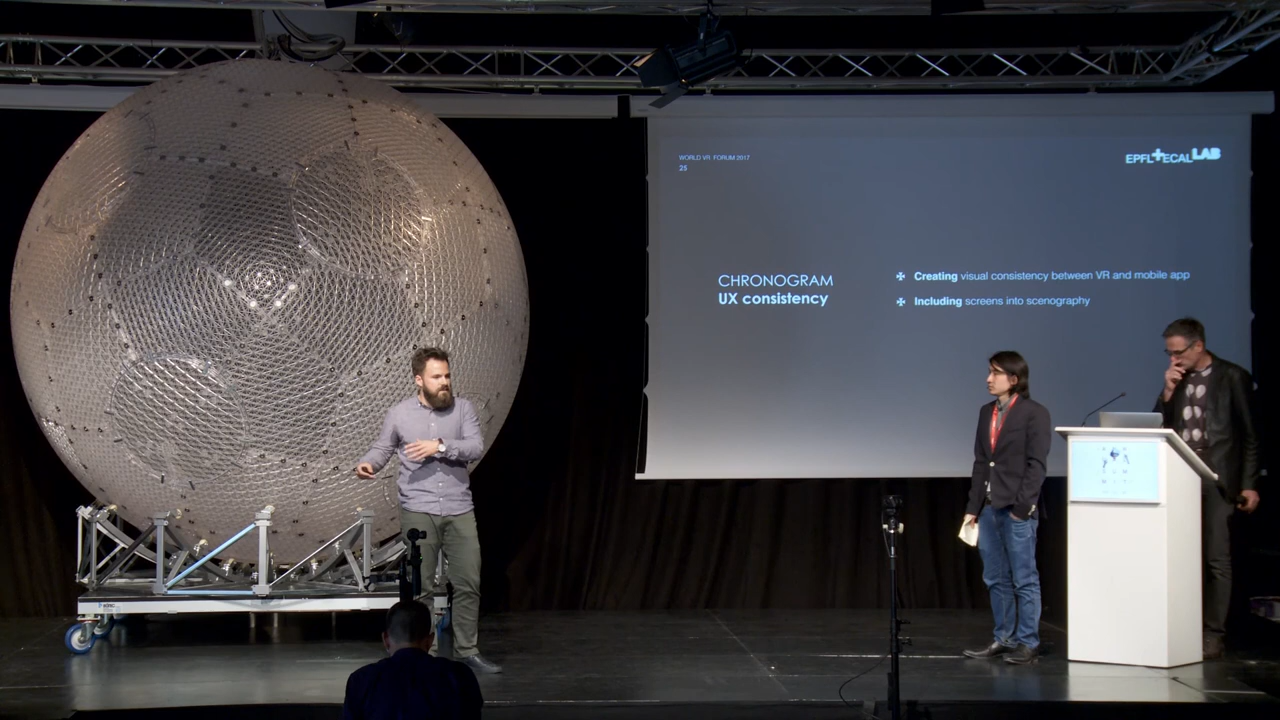 WORLD VR FORUM 2017
25
EPFL+ECAL LAB
CHRONOGRAM
UX consistency
✠ Creating visual consistency between VR and mobile app
✠ Including screens into scenography